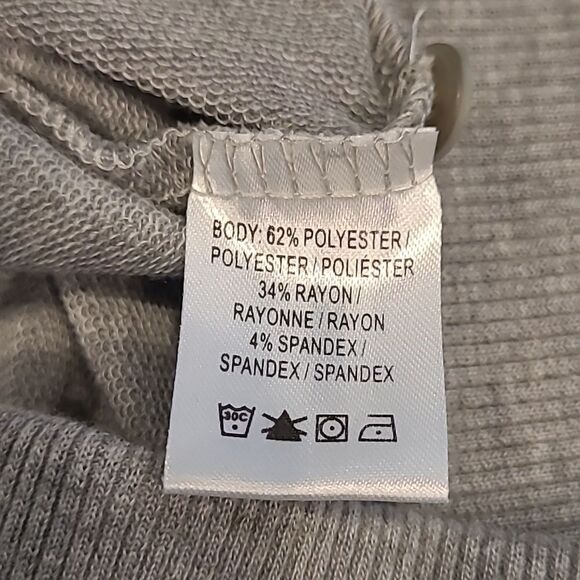 BODY: 62% POLYESTER /
POLYESTER / POLIÉSTER
34% RAYON /
RAYONNE / RAYON
4% SPANDEX /
SPANDEX / SPANDEX
30C